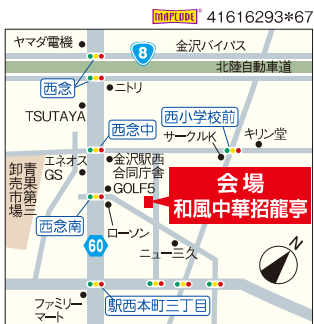 MAPCODE 41616293*67
ヤマダ電機
8
金沢バイパス
北陸自動車道
西念
ニトリ
TSUTAYA
西念中
西小学校前
サークルK
キリン堂
エネオス
GS
金沢駅西
合同庁舎
GOLF5
青果第三
卸売市場
会場
和風中華招龍亭
西念南
ローソン
60
ニュー三久
N
ファミリー
マート
駅西本町三丁目